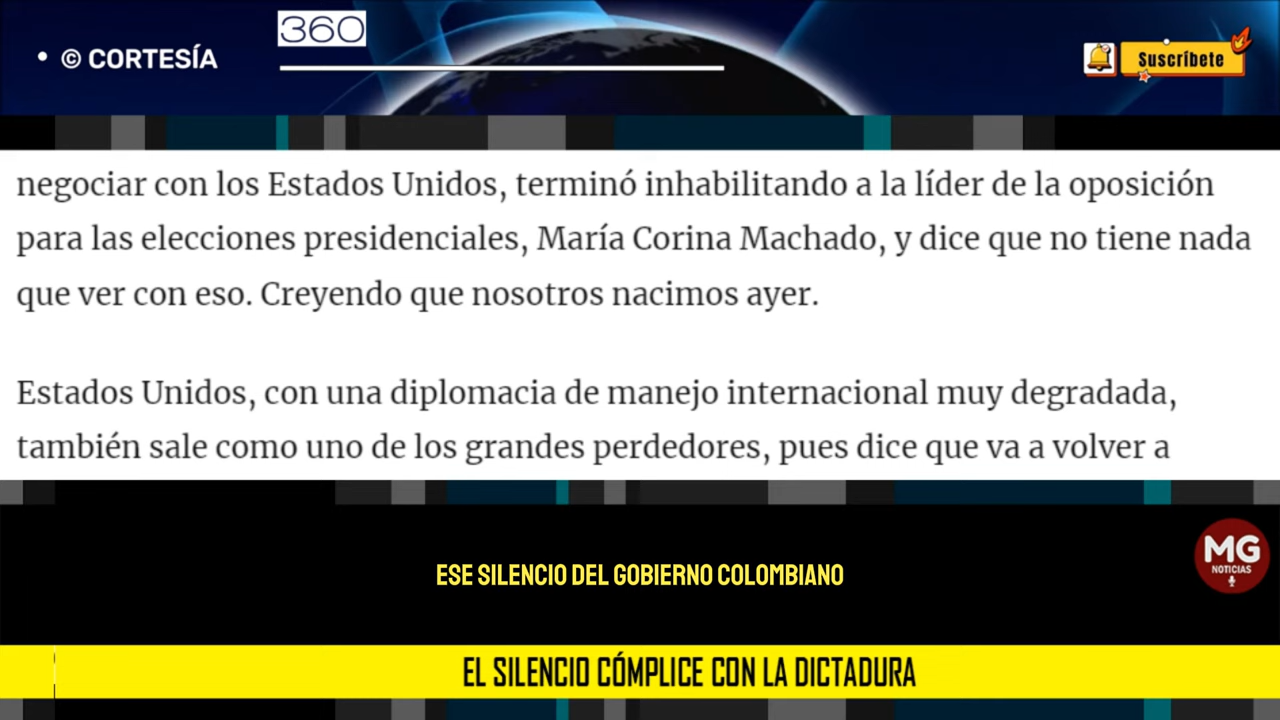 360
• © CORTESÍA
Suscríbete
negociar con los Estados Unidos, terminó inhabilitando a la líder de la oposición
para las elecciones presidenciales, María Corina Machado, y dice que no tiene nada
que ver con eso. Creyendo que nosotros nacimos ayer.
Estados Unidos, con una diplomacia de manejo internacional muy degradada,
también sale como uno de los grandes perdedores, pues dice que va a volver a
MG
NOTICIAS
ESE SILENCIO DEL GOBIERNO COLOMBIANO
EL SILENCIO CÓMPLICE CON LA DICTADURA